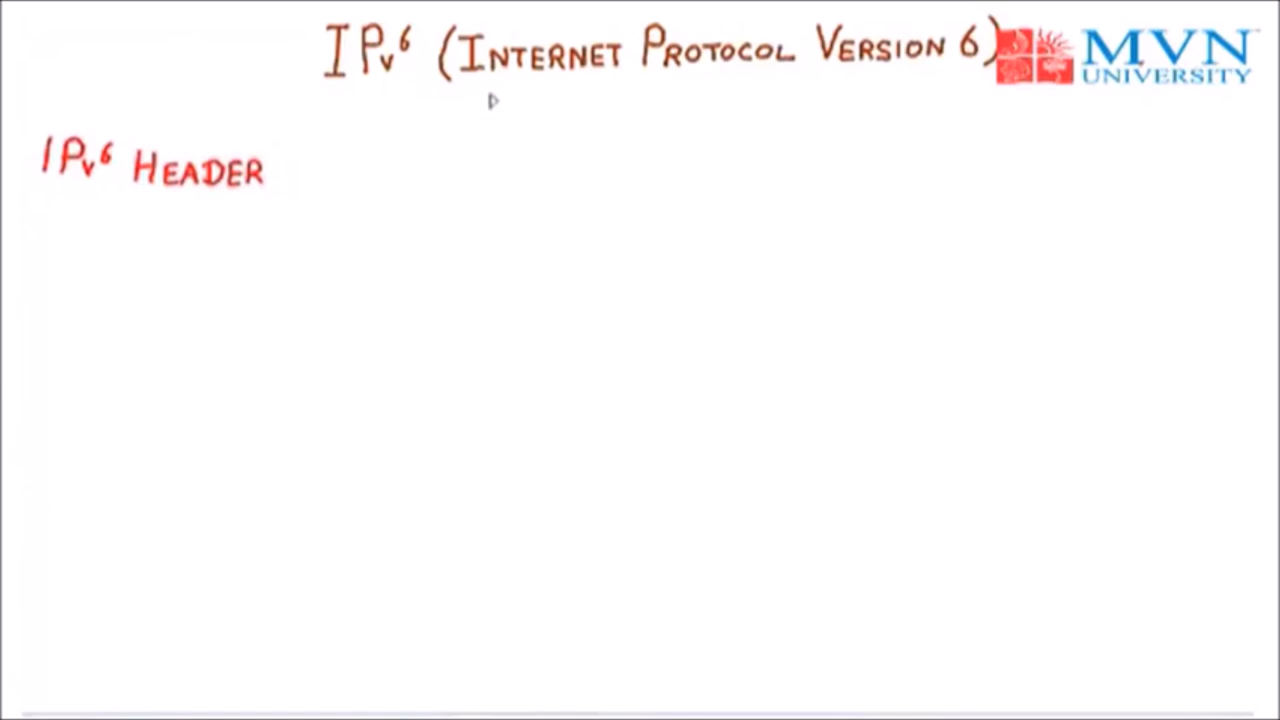 IPv6 (INTERNET PROTOCOL VERSION 6)
MVN
UNIVERSITY
IPv6 HEADER